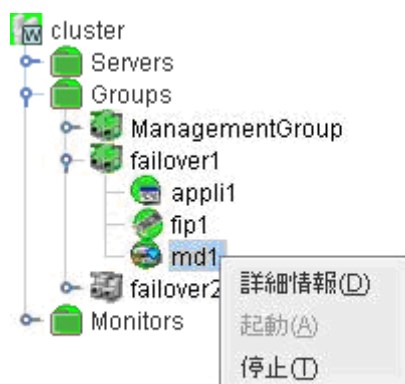 cluster
Servers
Groups
ManagementGroup
failover1
appli1
fip1
md1
詳細情報(D)
failover2
起動(A)
Monitors
停止(T)